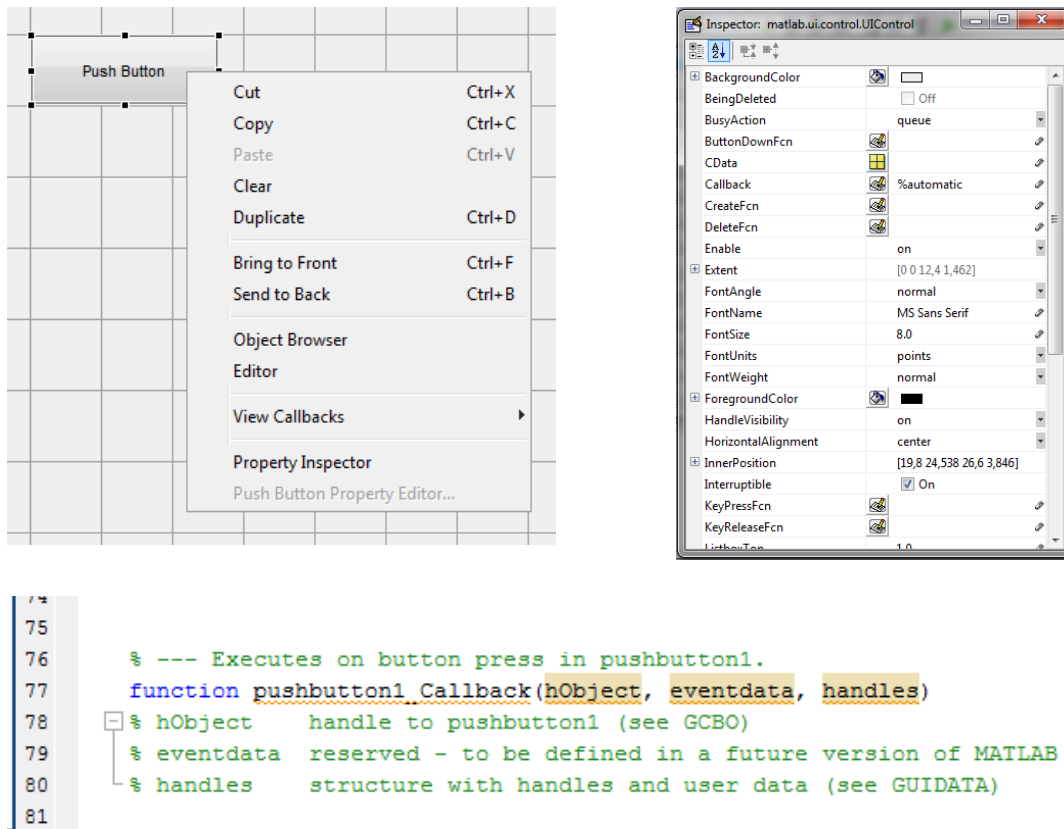 Push Button
Cut Ctrl+X
Copy Ctrl+C
Paste Ctrl+V
Clear
Duplicate Ctrl+D
Bring to Front Ctrl+F
Send to Back Ctrl+B
Object Browser
Editor
View Callbacks
Property Inspector
Push Button Property Editor...
Inspector: matlab.ui.control.UIControl
BackgroundColor
BeingDeleted Off
BusyAction queue
ButtonDownFcn
CData
Callback %automatic
CreateFcn
DeleteFcn
Enable on
Extent [0 0 12,4 1,462]
FontAngle normal
FontName MS Sans Serif
FontSize 8.0
FontUnits points
FontWeight normal
ForegroundColor
HandleVisibility on
HorizontalAlignment center
InnerPosition [19,8 24,538 26,6 3,846]
Interruptible On
KeyPressFcn
KeyReleaseFcn
ListboxTop 1.0
74
75
76 % --- Executes on button press in pushbutton1.
77 function pushbutton1_Callback(hObject, eventdata, handles)
78 % hObject handle to pushbutton1 (see GCBO)
79 % eventdata reserved - to be defined in a future version of MATLAB
80 % handles structure with handles and user data (see GUIDATA)
81